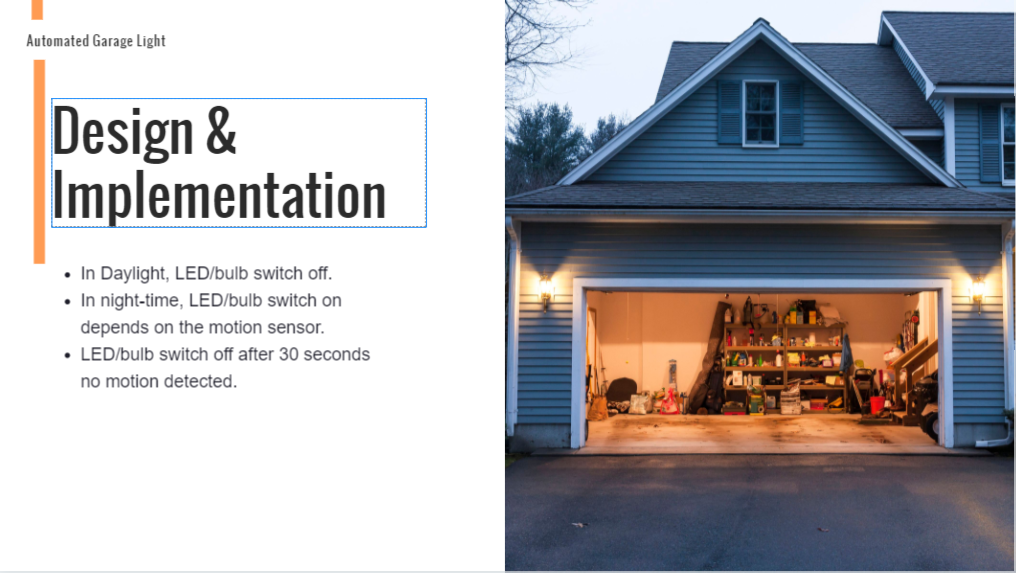 Automated Garage Light
Design &
Implementation
• In Daylight, LED/bulb switch off.
• In night-time, LED/bulb switch on
depends on the motion sensor.
• LED/bulb switch off after 30 seconds
no motion detected.